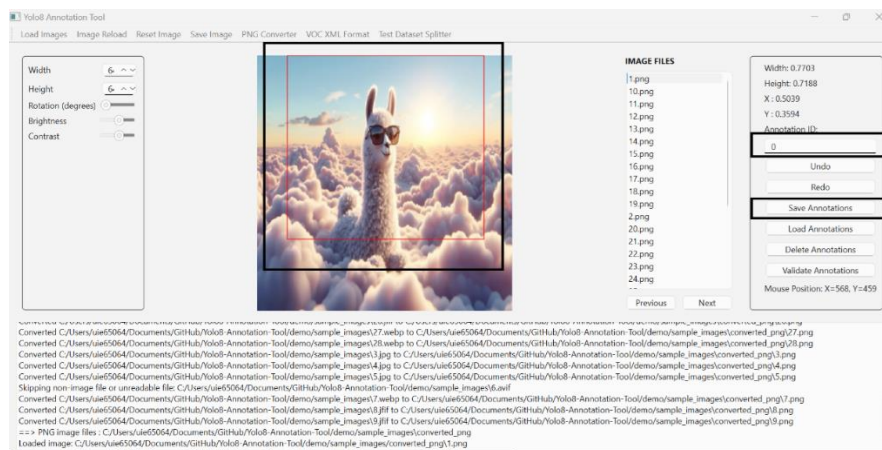 Yolo8 Annotation Tool
Load Images Image Reload Reset Image Save Image PNG Converter VOC XML Format Test Dataset Splitter
Width 6
Height 6
Rotation (degrees)
Brightness
Contrast
IMAGE FILES
1.png
10.png
11.png
12.png
13.png
14.png
15.png
16.png
17.png
18.png
19.png
2.png
20.png
21.png
22.png
23.png
24.png
Previous Next
Width: 0.7703
Height: 0.7188
X : 0.5039
Y : 0.3594
Annotation ID:
0
Undo
Redo
Save Annotations
Load Annotations
Delete Annotations
Validate Annotations
Mouse Position: X=568, Y=459
Converted C:/Users/uie65064/Documents/GitHub/Yolo8-Annotation-Tool/demo/sample_images\27.webp to C:/Users/uie65064/Documents/GitHub/Yolo8-Annotation-Tool/demo/sample_images\converted_png\27.png
Converted C:/Users/uie65064/Documents/GitHub/Yolo8-Annotation-Tool/demo/sample_images\28.webp to C:/Users/uie65064/Documents/GitHub/Yolo8-Annotation-Tool/demo/sample_images\converted_png\28.png
Converted C:/Users/uie65064/Documents/GitHub/Yolo8-Annotation-Tool/demo/sample_images\3.jpg to C:/Users/uie65064/Documents/GitHub/Yolo8-Annotation-Tool/demo/sample_images\converted_png\3.png
Converted C:/Users/uie65064/Documents/GitHub/Yolo8-Annotation-Tool/demo/sample_images\4.jpg to C:/Users/uie65064/Documents/GitHub/Yolo8-Annotation-Tool/demo/sample_images\converted_png\4.png
Converted C:/Users/uie65064/Documents/GitHub/Yolo8-Annotation-Tool/demo/sample_images\5.jpg to C:/Users/uie65064/Documents/GitHub/Yolo8-Annotation-Tool/demo/sample_images\converted_png\5.png
Skipping non-image file or unreadable file: C:/Users/uie65064/Documents/GitHub/Yolo8-Annotation-Tool/demo/sample_images\6.avif
Converted C:/Users/uie65064/Documents/GitHub/Yolo8-Annotation-Tool/demo/sample_images\7.webp to C:/Users/uie65064/Documents/GitHub/Yolo8-Annotation-Tool/demo/sample_images\converted_png\7.png
Converted C:/Users/uie65064/Documents/GitHub/Yolo8-Annotation-Tool/demo/sample_images\8.jfif to C:/Users/uie65064/Documents/GitHub/Yolo8-Annotation-Tool/demo/sample_images\converted_png\8.png
Converted C:/Users/uie65064/Documents/GitHub/Yolo8-Annotation-Tool/demo/sample_images\9.jfif to C:/Users/uie65064/Documents/GitHub/Yolo8-Annotation-Tool/demo/sample_images\converted_png\9.png
==> PNG image files : C:/Users/uie65064/Documents/GitHub/Yolo8-Annotation-Tool/demo/sample_images\converted_png
Loaded image: C:/Users/uie65064/Documents/GitHub/Yolo8-Annotation-Tool/demo/sample_images/converted_png\1.png